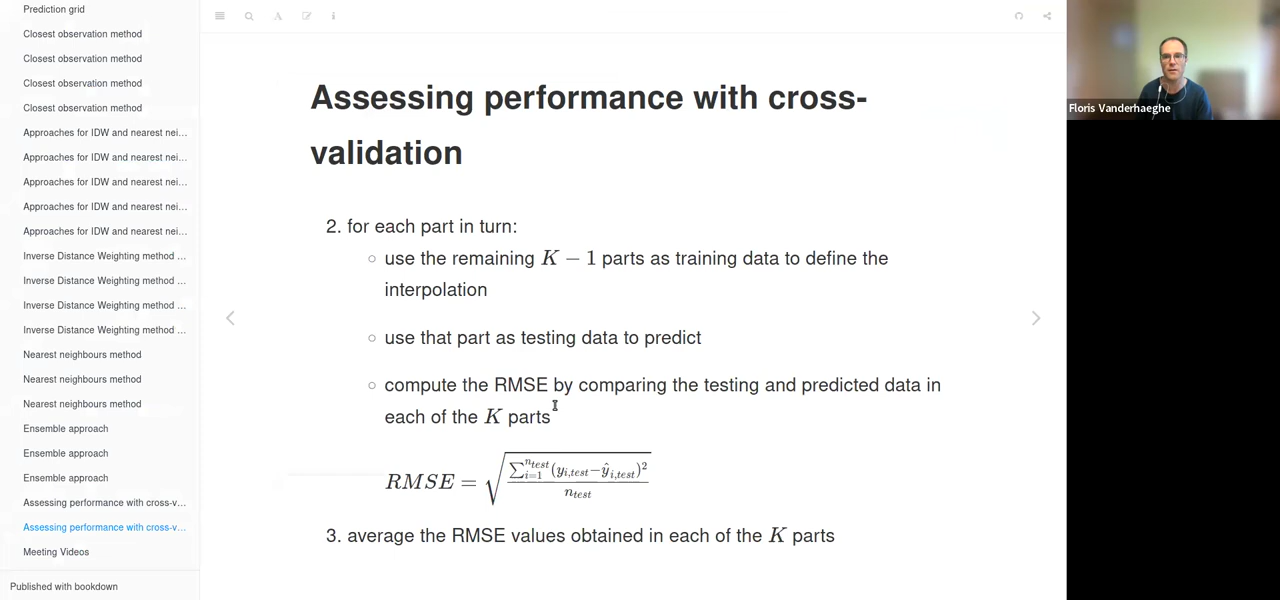 Prediction grid
Closest observation method
Closest observation method
Closest observation method
Closest observation method
Approaches for IDW and nearest nei...
Approaches for IDW and nearest nei...
Approaches for IDW and nearest nei...
Approaches for IDW and nearest nei...
Approaches for IDW and nearest nei...
Inverse Distance Weighting method ...
Inverse Distance Weighting method ...
Inverse Distance Weighting method ...
Inverse Distance Weighting method ...
Nearest neighbours method
Nearest neighbours method
Nearest neighbours method
Ensemble approach
Ensemble approach
Ensemble approach
Assessing performance with cross-v...
Assessing performance with cross-v...
Meeting Videos
Published with bookdown
Assessing performance with cross-
validation
2. for each part in turn:
○ use the remaining K − 1 parts as training data to define the
interpolation
○ use that part as testing data to predict
○ compute the RMSE by comparing the testing and predicted data in
each of the K parts
RMSE = √(∑_{i=1}^{n_{test}}(y_{i,test}−ŷ_{i,test})²/n_{test})
3. average the RMSE values obtained in each of the K parts
Floris Vanderhaeghe